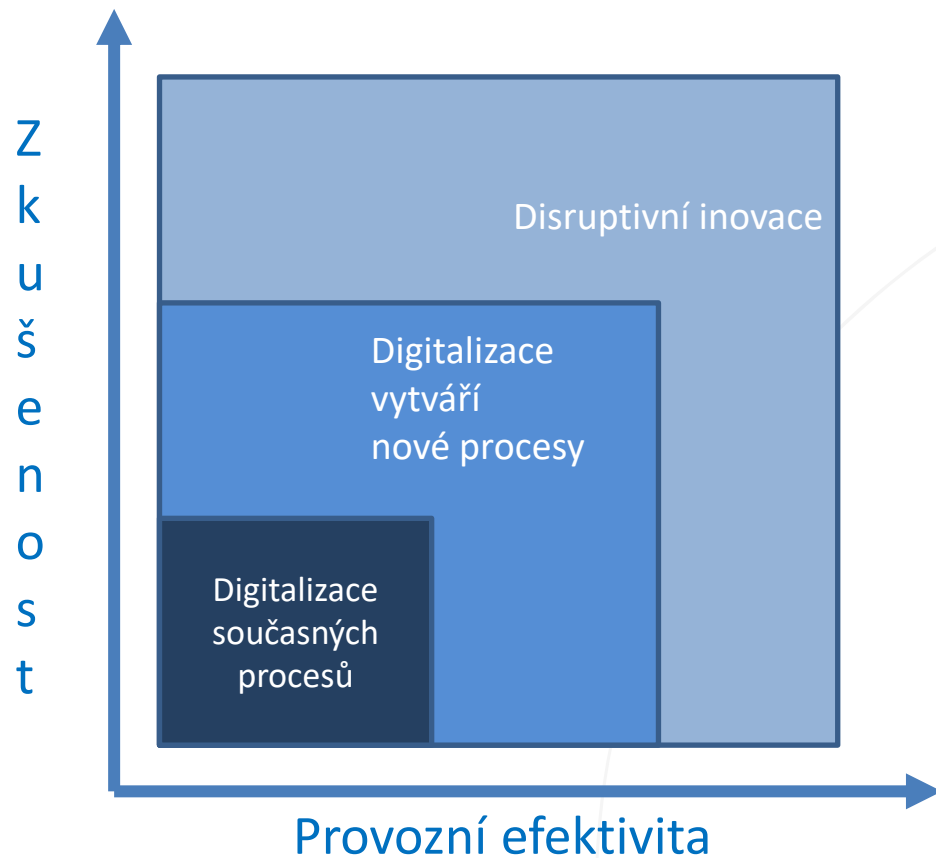 Zkušenost
Disruptivní inovace
Digitalizace
vytváří
nové procesy
Digitalizace
současných
procesů
Provozní efektivita